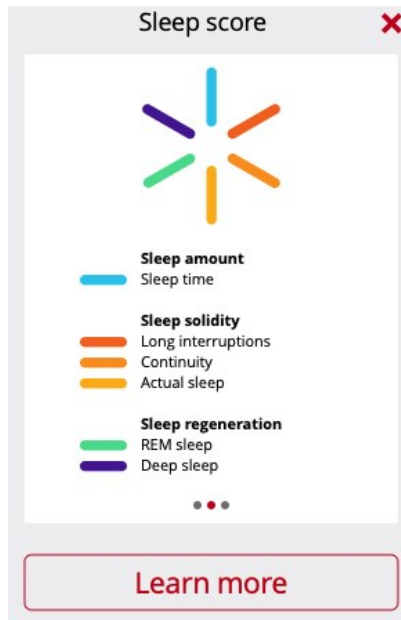 Sleep score
Sleep amount
Sleep time
Sleep solidity
Long interruptions
Continuity
Actual sleep
Sleep regeneration
REM sleep
Deep sleep
Learn more